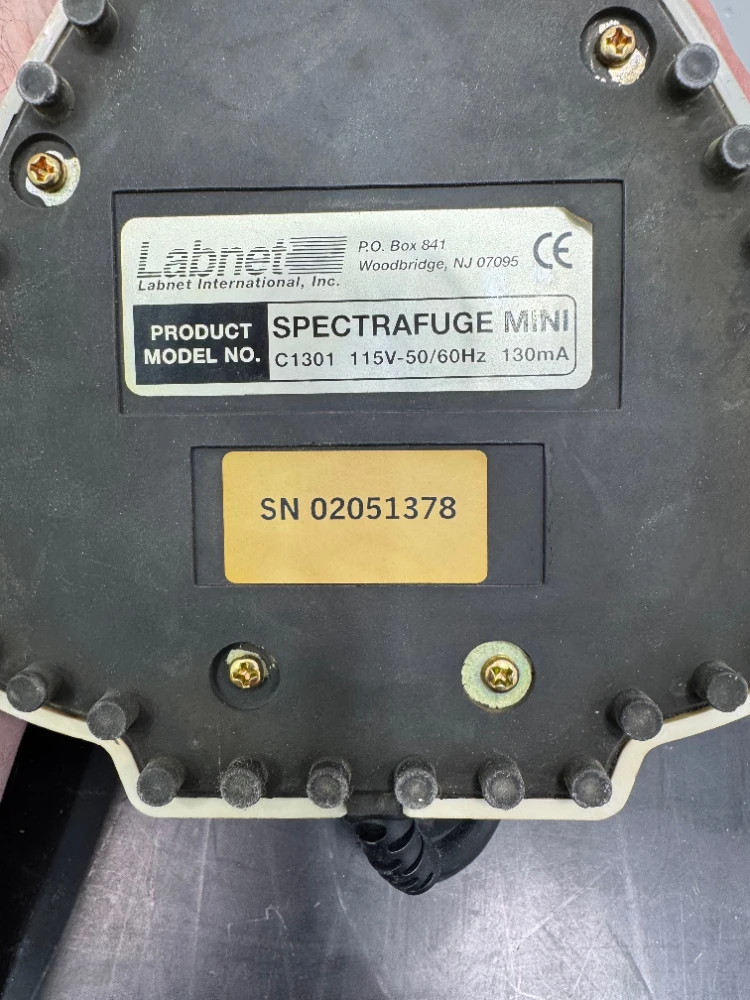 Labnet
Labnet International, Inc.
P.O. Box 841
Woodbridge, NJ 07095
CE
PRODUCT
MODEL NO.
SPECTRAFUGE MINI
C1301 115V-50/60Hz 130mA
SN 02051378